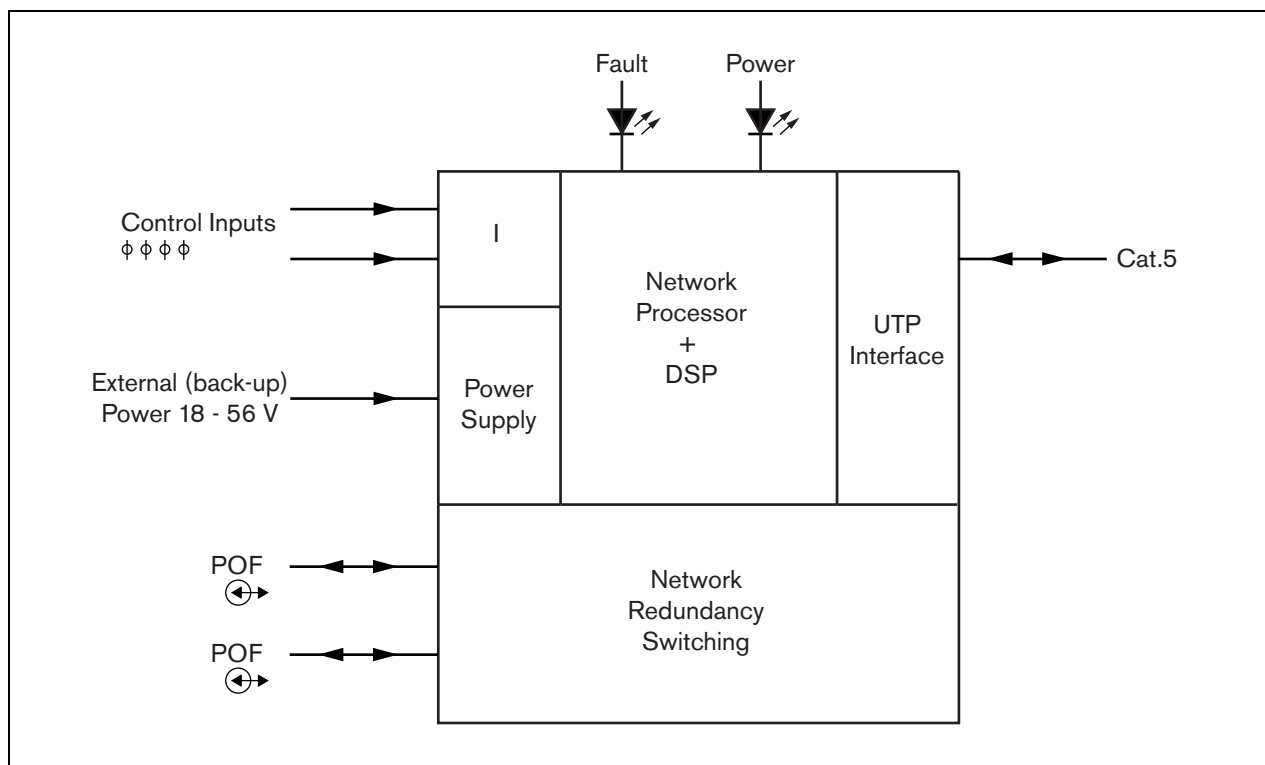 Fault
Power
Control Inputs
I
Network
Processor
+
DSP
Cat.5
UTP
Interface
External (back-up)
Power 18 - 56 V
Power
Supply
POF
Network
Redundancy
Switching
POF